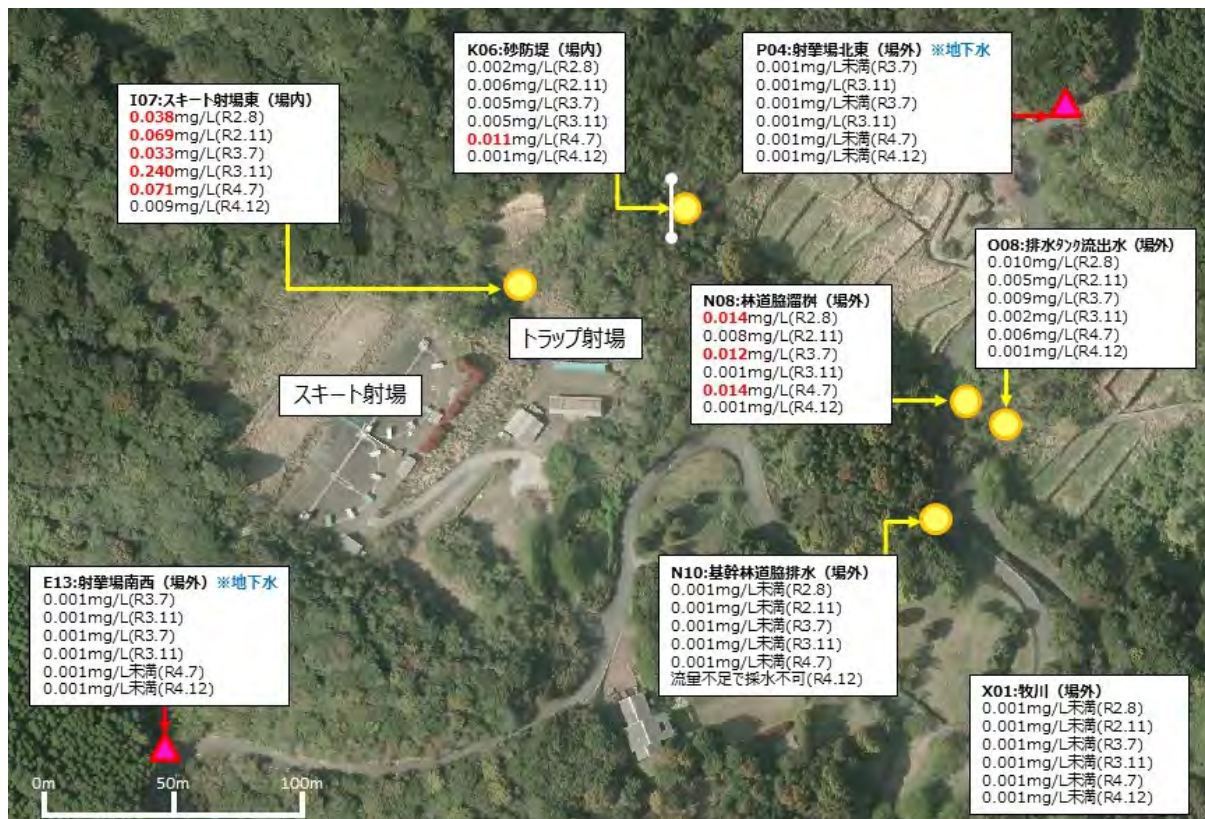 K06:砂防堤（場内）
0.002mg/L(R2.8)
0.006mg/L(R2.11)
0.005mg/L(R3.7)
0.005mg/L(R3.11)
0.011mg/L(R4.7)
0.001mg/L(R4.12)
P04:射撃場北東（場外）※地下水
0.001mg/L未満(R3.7)
0.001mg/L(R3.11)
0.001mg/L未満(R3.7)
0.001mg/L(R3.11)
0.001mg/L未満(R4.7)
0.001mg/L未満(R4.12)
I07:スキート射場東（場内）
0.038mg/L(R2.8)
0.069mg/L(R2.11)
0.033mg/L(R3.7)
0.240mg/L(R3.11)
0.071mg/L(R4.7)
0.009mg/L(R4.12)
O08:排水タンク流出水（場外）
0.010mg/L(R2.8)
0.005mg/L(R2.11)
0.009mg/L(R3.7)
0.002mg/L(R3.11)
0.006mg/L(R4.7)
0.001mg/L(R4.12)
N08:林道脇溜桝（場外）
0.014mg/L(R2.8)
0.008mg/L(R2.11)
0.012mg/L(R3.7)
0.001mg/L(R3.11)
0.014mg/L(R4.7)
0.001mg/L(R4.12)
トラップ射場
スキート射場
E13:射撃場南西（場外）※地下水
0.001mg/L(R3.7)
0.001mg/L(R3.11)
0.001mg/L(R3.7)
0.001mg/L(R3.11)
0.001mg/L未満(R4.7)
0.001mg/L未満(R4.12)
N10:基幹林道脇排水（場外）
0.001mg/L未満(R2.8)
0.001mg/L未満(R2.11)
0.001mg/L未満(R3.7)
0.001mg/L未満(R3.11)
0.001mg/L未満(R4.7)
流量不足で採水不可(R4.12)
X01:牧川（場外）
0.001mg/L未満(R2.8)
0.001mg/L未満(R2.11)
0.001mg/L未満(R3.7)
0.001mg/L未満(R3.11)
0.001mg/L未満(R4.7)
0.001mg/L未満(R4.12)
0m 50m 100m